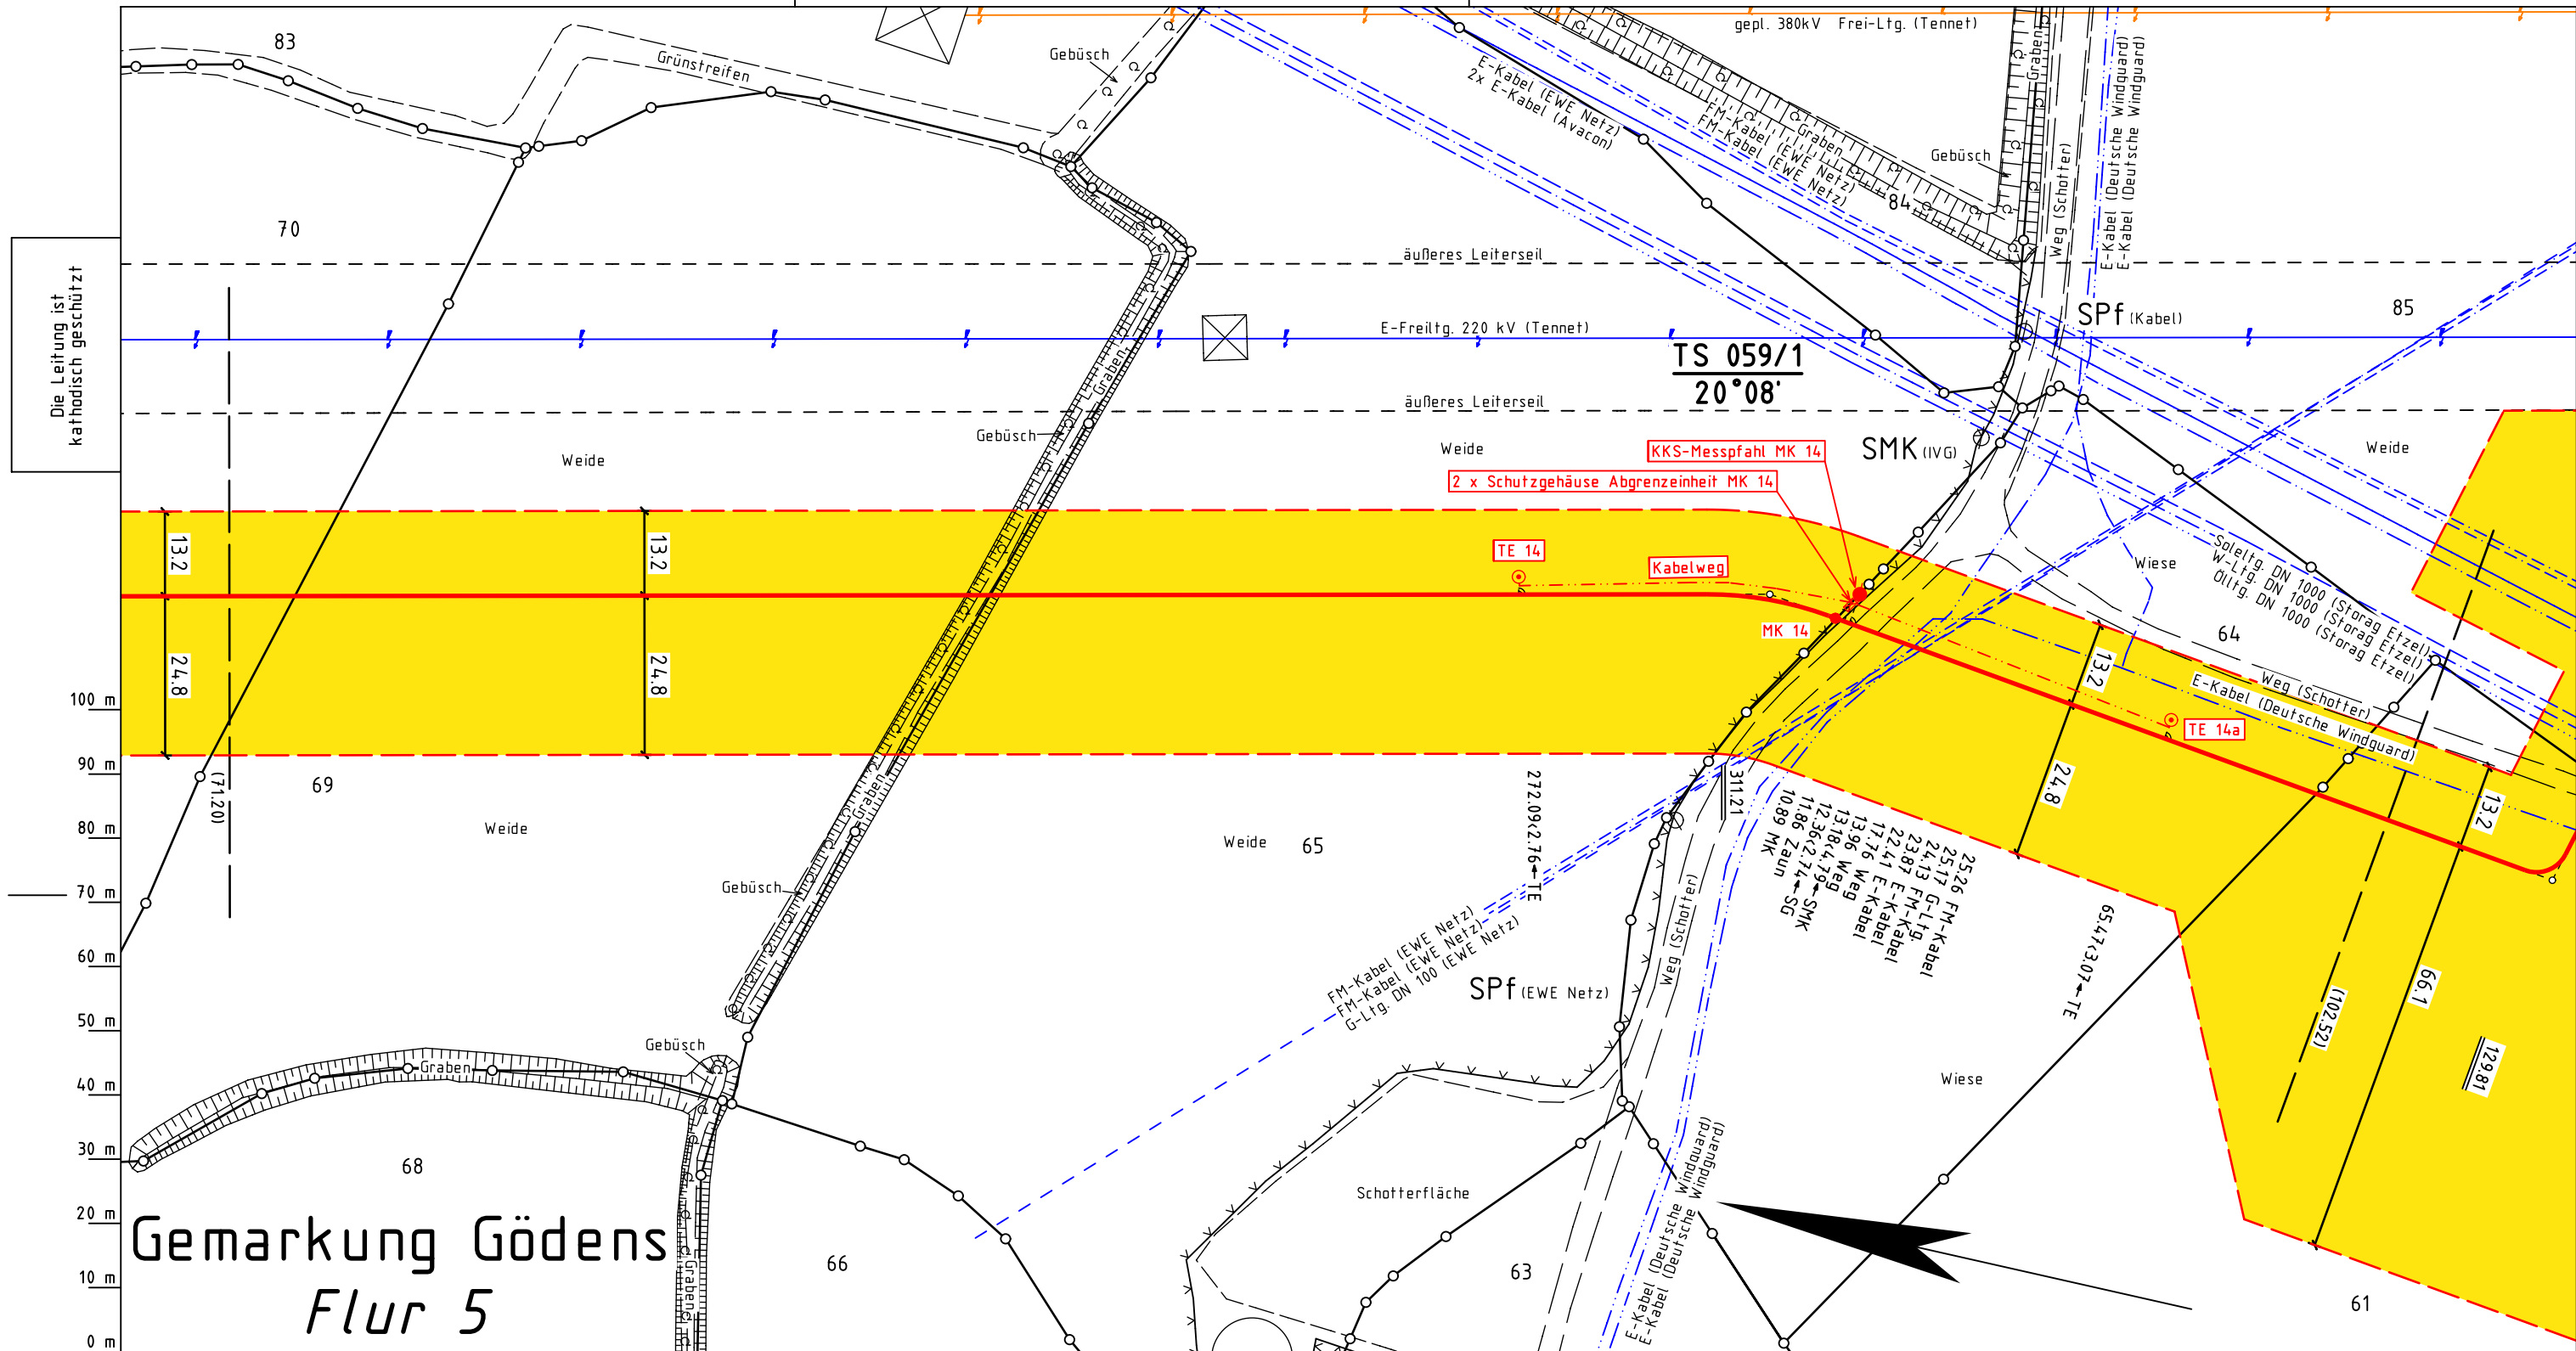 83
Grünstreifen
Gebüsch
gepl. 380kV Frei-Ltg. (Tennet)
E-Kabel (EWE Netz)
2x E-Kabel (Avacon)
FM-Kabel (EWE Netz)
FM-Kabel (EWE Netz)
Graben
84
Gebüsch
Graben
Weg (Schotter)
E-Kabel (Deutsche Windguard)
E-Kabel (Deutsche Windguard)
70
äußeres Leiterseil
Die Leitung ist
kathodisch geschützt
E-Freiltg. 220 kV (Tennet)
SPf (Kabel)
85
TS 059/1
20°08'
Graben
äußeres Leiterseil
Gebüsch
Weide
Weide
KKS-Messpfahl MK 14
2 x Schutzgehäuse Abgrenzeinheit MK 14
SMK (IVG)
Weide
13.2
13.2
TE 14
Kabelweg
Wiese
Soleltg. DN 1000 (Storag Etzel)
W-Ltg. DN 1000 (Storag Etzel)
Ölltg. DN 1000 (Storag Etzel)
MK 14
64
24.8
24.8
13.2
Weg (Schotter)
E-Kabel (Deutsche Windguard)
TE 14a
100 m
90 m
80 m
70 m
60 m
50 m
40 m
30 m
20 m
10 m
0 m
(71.20)
69
Weide
Graben
Gebüsch
Weide
65
272.09<2.76→TE
311.21
10.89 MK
11.86 Zaun
12.36<2.74→SG
13.18<4.79→SMK
13.96 Weg
17.76 Weg
22.41 E-Kabel
23.87 E-Kabel
24.13 FM-Kabel
25.17 G-Ltg.
25.26 FM-Kabel
24.8
13.2
65.47<3.07→TE
66.1
(102.52)
129.81
FM-Kabel (EWE Netz)
FM-Kabel (EWE Netz)
G-Ltg. DN 100 (EWE Netz)
SPf (EWE Netz)
Weg (Schotter)
Gebüsch
Graben
Wiese
68
Schotterfläche
E-Kabel (Deutsche Windguard)
E-Kabel (Deutsche Windguard)
Gemarkung Gödens
Flur 5
Graben
66
63
61